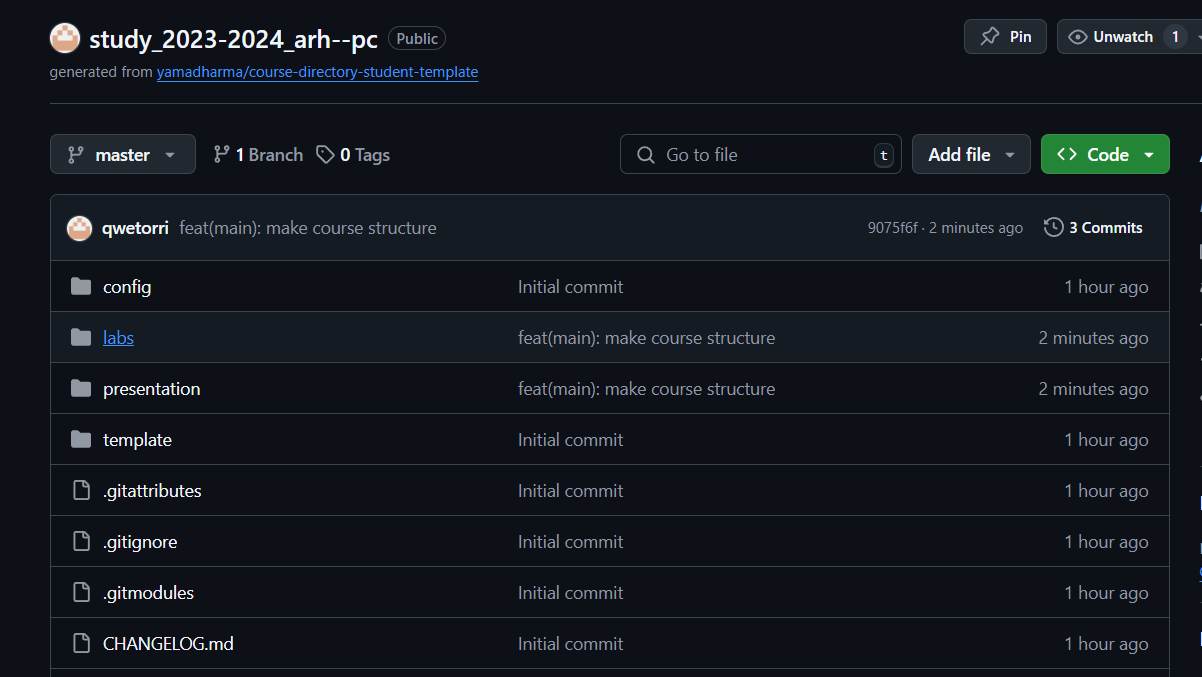 study_2023-2024_arh--pc Public Pin Unwatch 1
generated from yamadharma/course-directory-student-template
master 1 Branch 0 Tags Go to file t Add file Code
qwetorri feat(main): make course structure 9075f6f · 2 minutes ago 3 Commits
config Initial commit 1 hour ago
labs feat(main): make course structure 2 minutes ago
presentation feat(main): make course structure 2 minutes ago
template Initial commit 1 hour ago
.gitattributes Initial commit 1 hour ago
.gitignore Initial commit 1 hour ago
.gitmodules Initial commit 1 hour ago
CHANGELOG.md Initial commit 1 hour ago